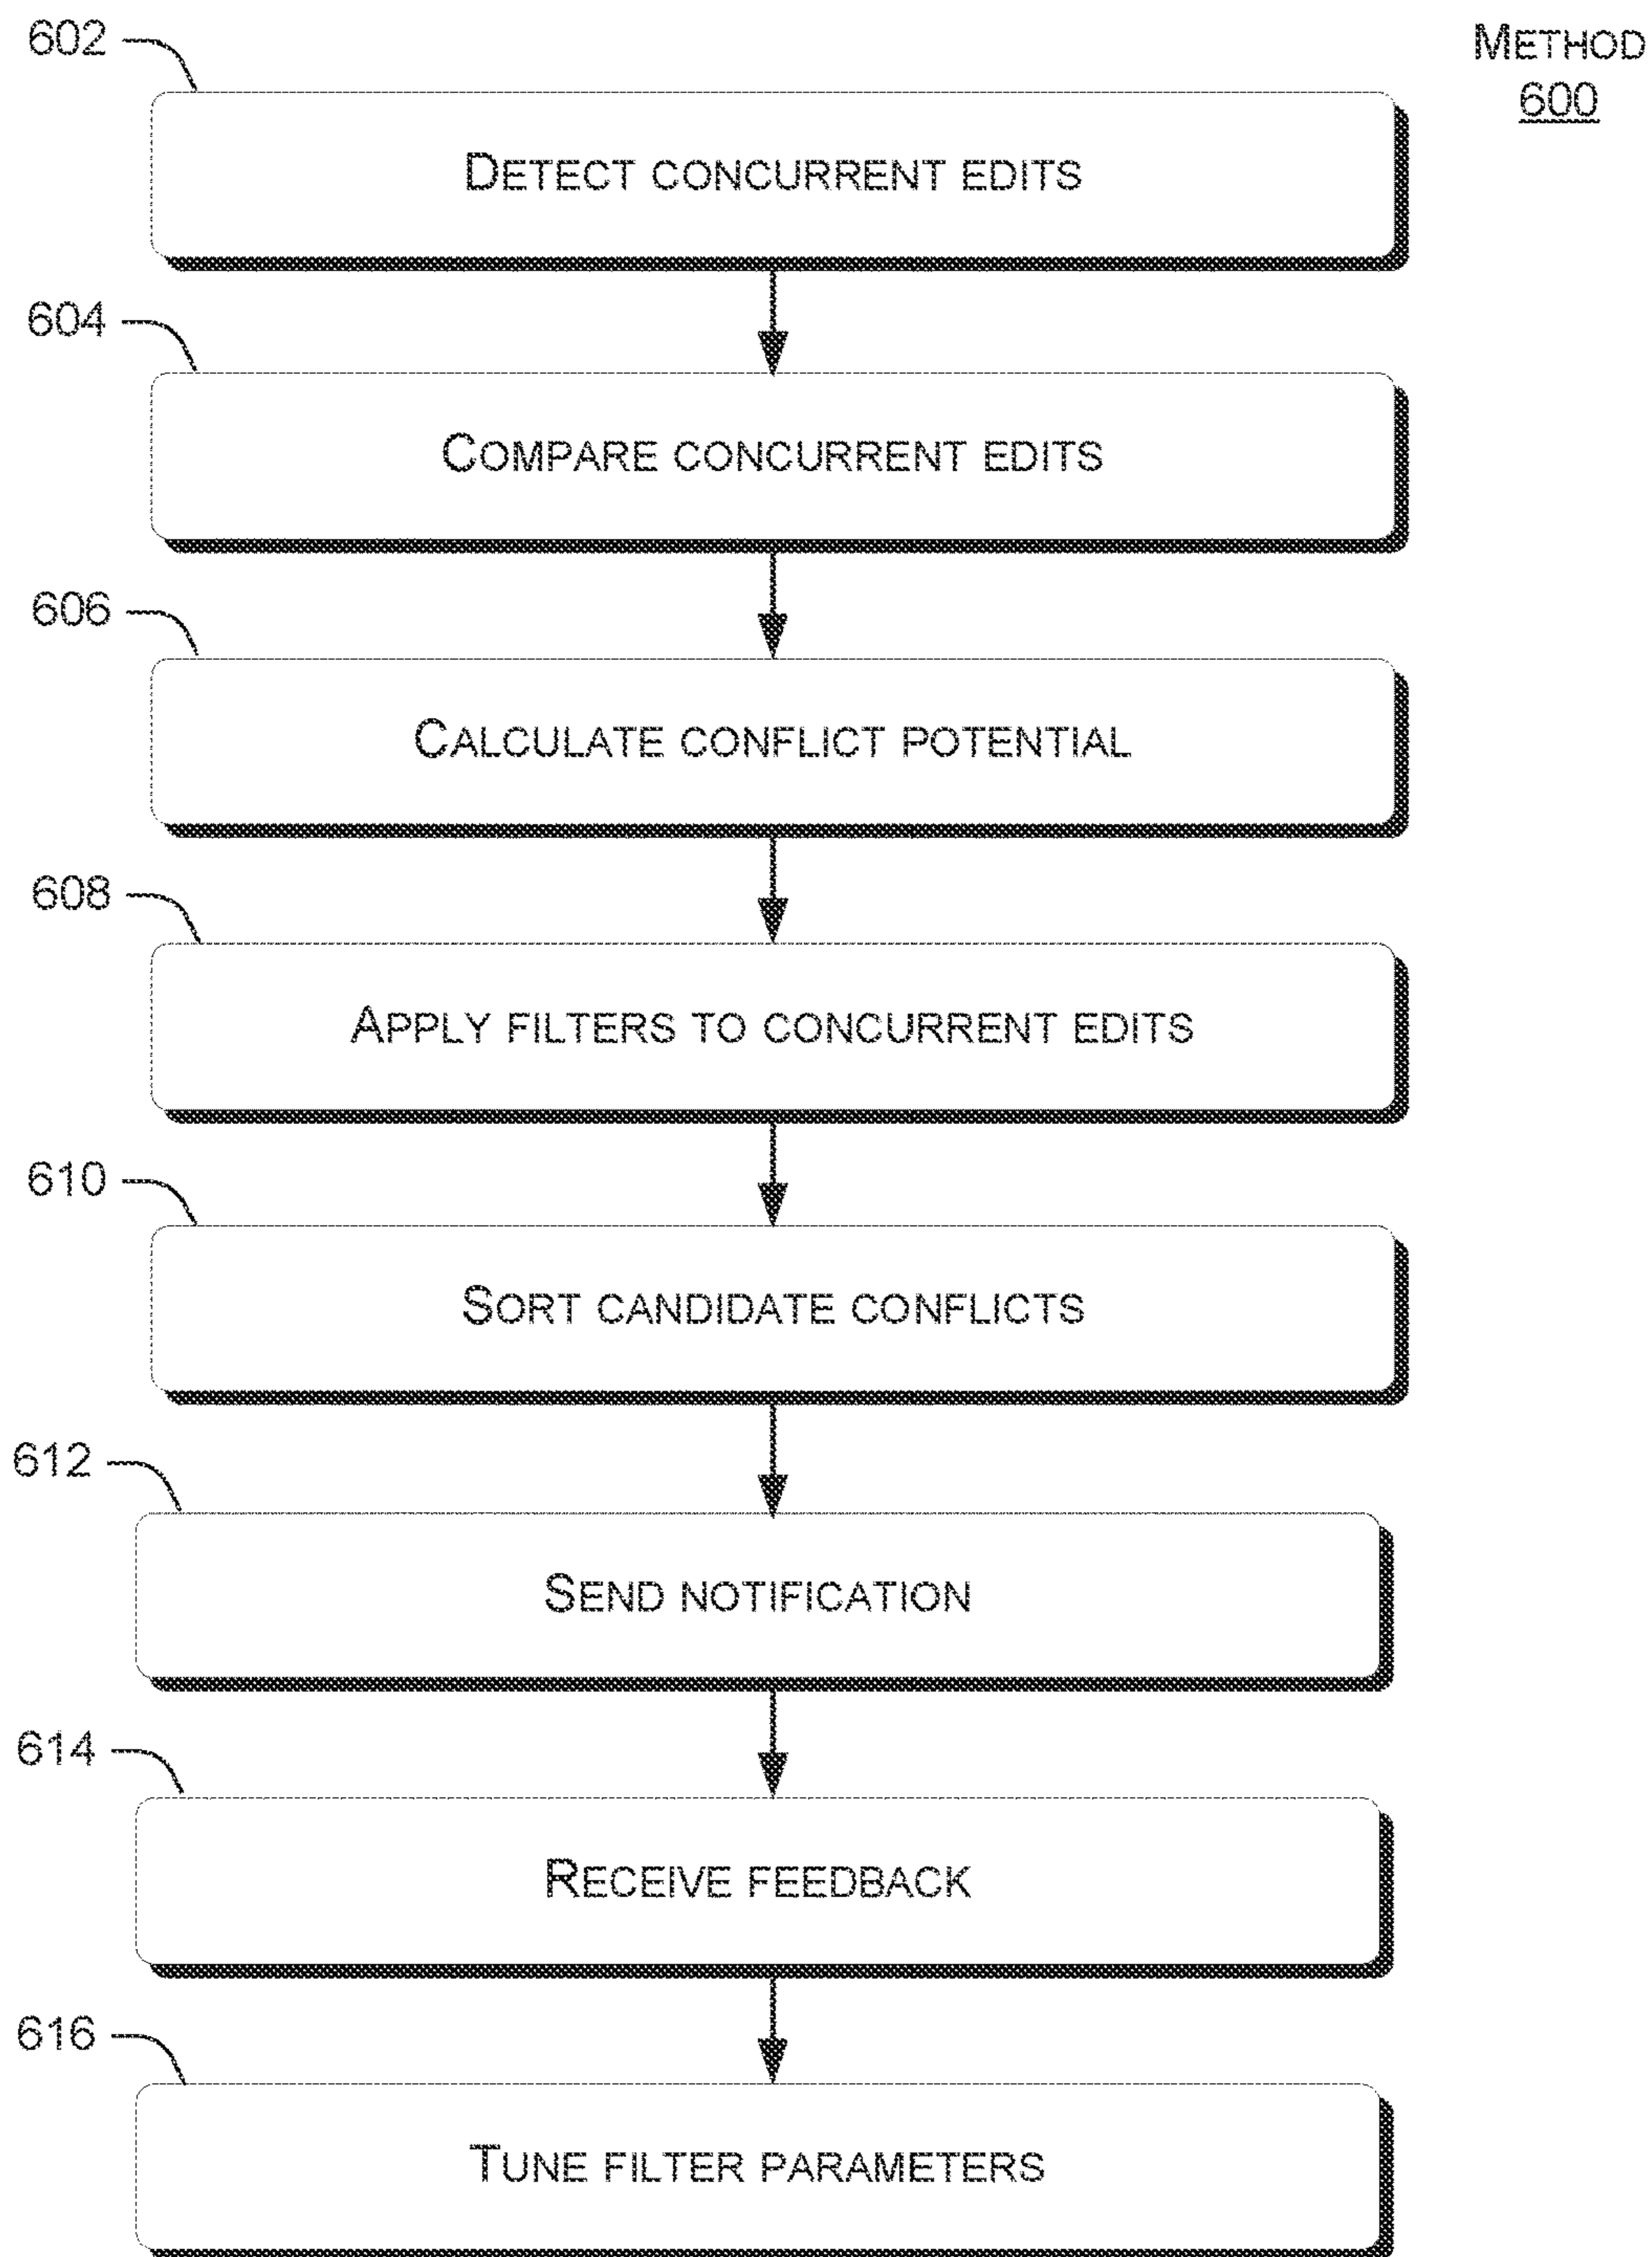 602
METHOD
600
DETECT CONCURRENT EDITS
604
COMPARE CONCURRENT EDITS
606
CALCULATE CONFLICT POTENTIAL
608
APPLY FILTERS TO CONCURRENT EDITS
610
SORT CANDIDATE CONFLICTS
612
SEND NOTIFICATION
614
RECEIVE FEEDBACK
616
TUNE FILTER PARAMETERS